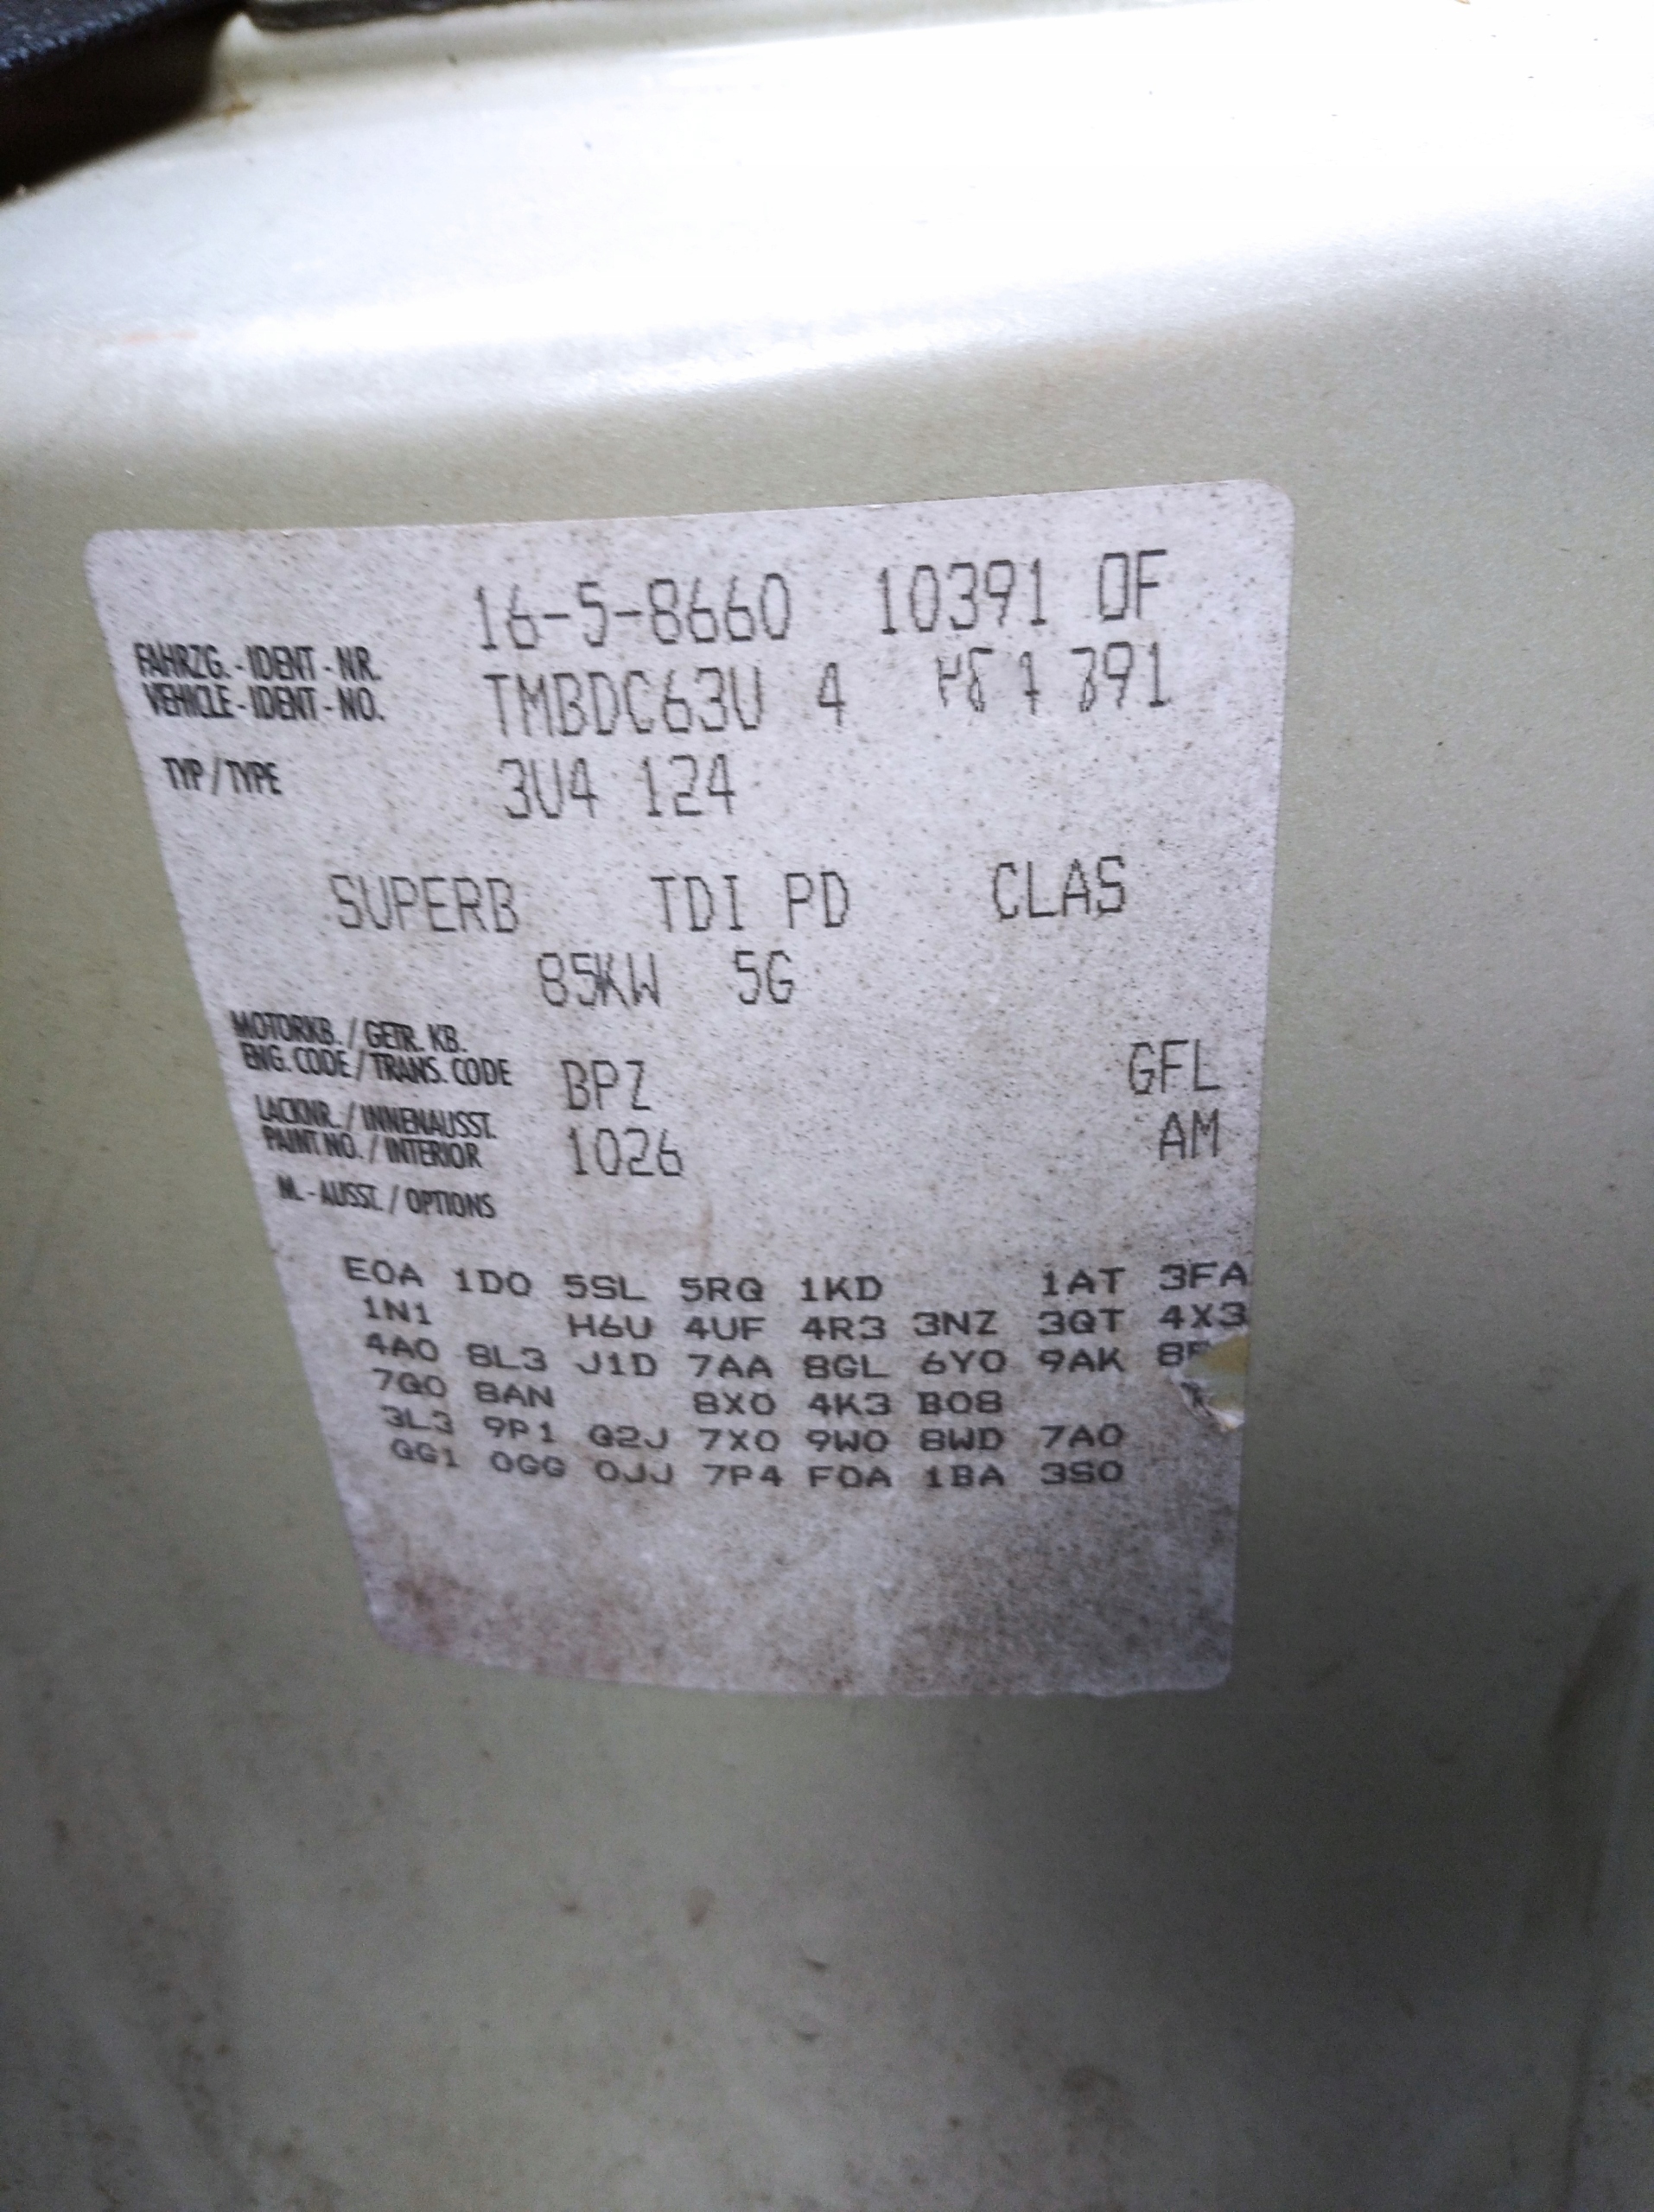 16-5-8660 10391 0F
FAHRZG.-IDENT-NR.
VEHICLE-IDENT-NO. TMBDC63U 4
TYP/TYPE 3U4 124
SUPERB TDI PD CLAS
85KW 5G
MOTORKB./GETR. KB.
ENG. CODE/TRANS. CODE BPZ GFL
LACKNR./INNENAUSST.
PAINT NO./INTERIOR 1026 AM
M.-AUSST./OPTIONS
E0A 1D0 5SL 5RQ 1KD 1AT 3FA
1N1 H6U 4UF 4R3 3NZ 3QT 4X3
4A0 8L3 J1D 7AA 8GL 6Y0 9AK
7Q0 8AN 8X0 4K3 B08
3L3 9P1 Q2J 7X0 9W0 8WD 7A0
QG1 0GG 0JJ 7P4 F0A 1BA 3S0